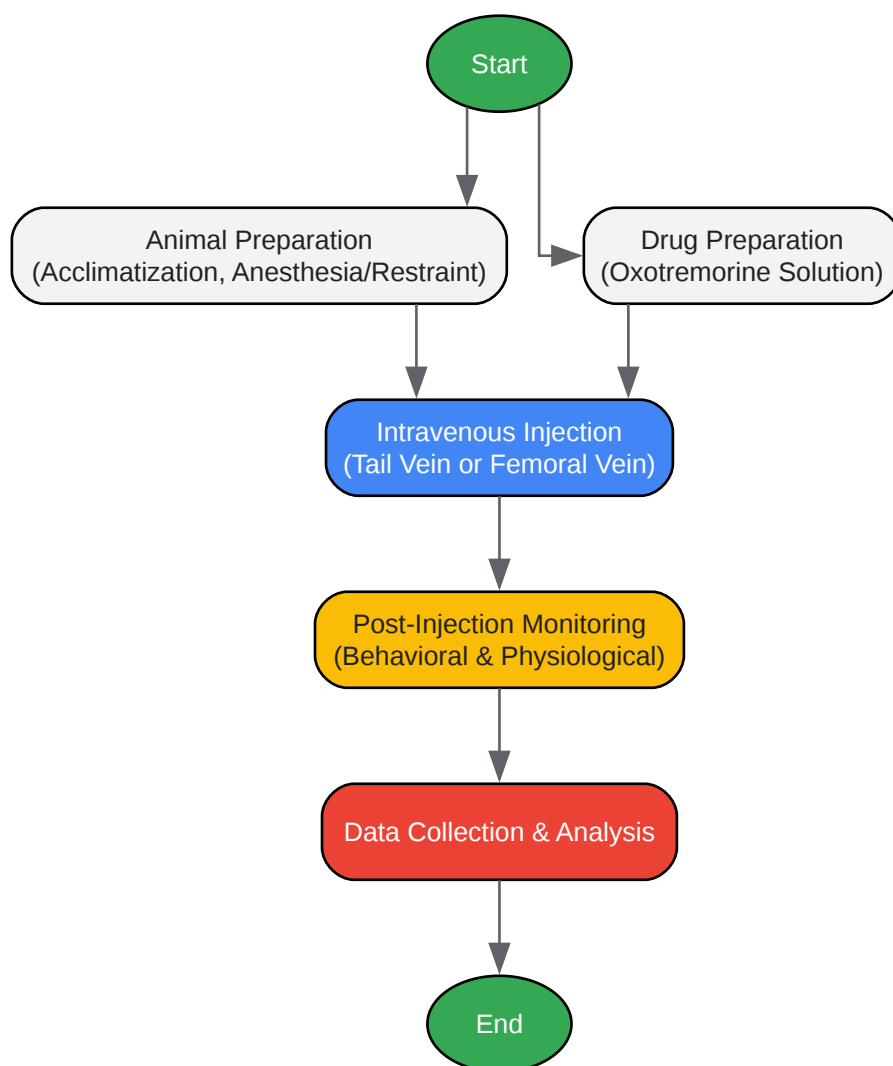 Start
Animal Preparation
(Acclimatization, Anesthesia/Restraint)
Drug Preparation
(Oxotremorine Solution)
Intravenous Injection
(Tail Vein or Femoral Vein)
Post-Injection Monitoring
(Behavioral & Physiological)
Data Collection & Analysis
End